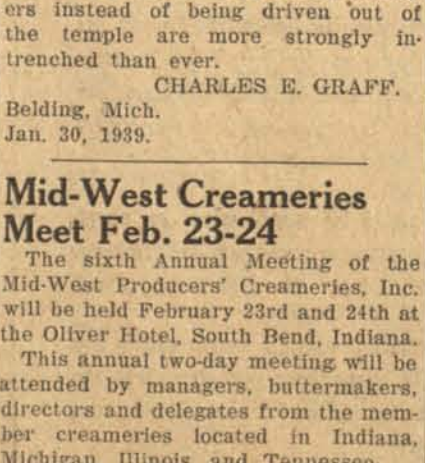 ers instead of being driven out of
the temple are more strongly in-
trenched than ever.
CHARLES E. GRAFF.
Belding, Mich.
Jan. 30, 1939.
Mid-West Creameries
Meet Feb. 23-24
The sixth Annual Meeting of the
Mid-West Producers' Creameries, Inc.
will be held February 23rd and 24th at
the Oliver Hotel, South Bend, Indiana.
This annual two-day meeting will be
attended by managers, buttermakers,
directors and delegates from the mem-
ber creameries located in Indiana,
Michigan, Illinois, and Tennessee.